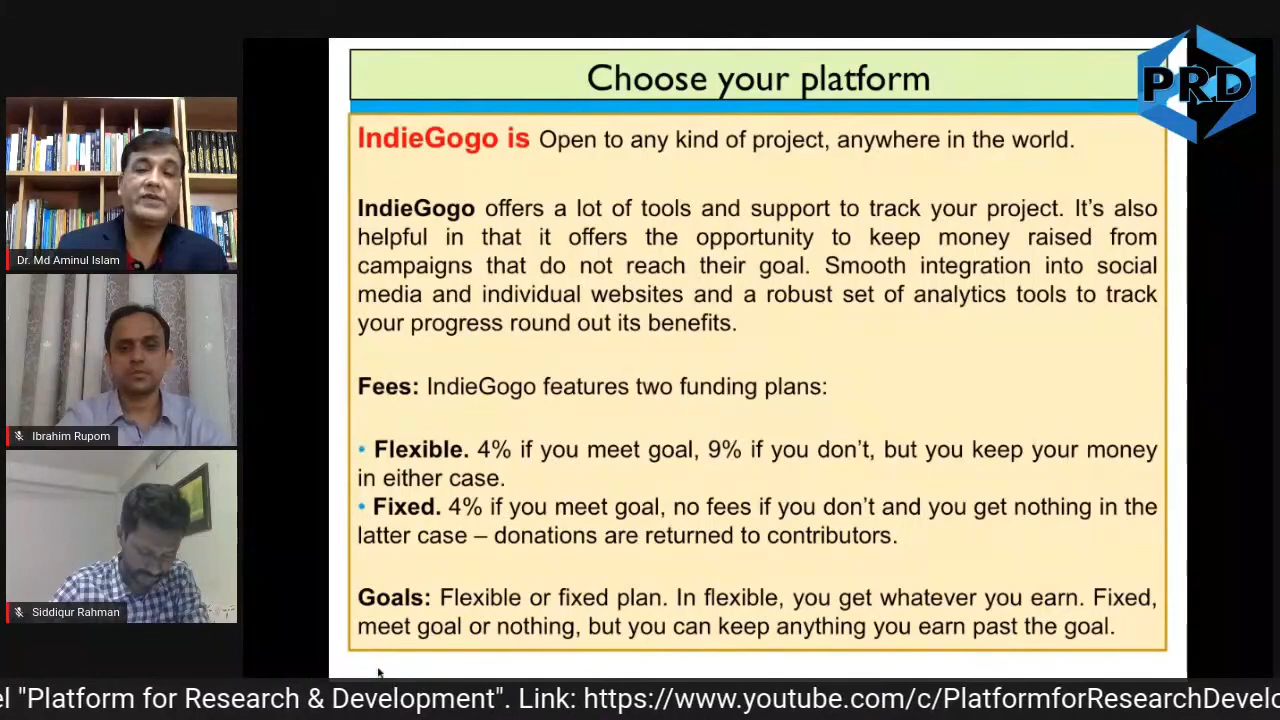 Choose your platform
PRD
IndieGogo is Open to any kind of project, anywhere in the world.
IndieGogo offers a lot of tools and support to track your project. It's also
helpful in that it offers the opportunity to keep money raised from
campaigns that do not reach their goal. Smooth integration into social
media and individual websites and a robust set of analytics tools to track
your progress round out its benefits.
Fees: IndieGogo features two funding plans:
• Flexible. 4% if you meet goal, 9% if you don't, but you keep your money
in either case.
• Fixed. 4% if you meet goal, no fees if you don't and you get nothing in the
latter case – donations are returned to contributors.
Goals: Flexible or fixed plan. In flexible, you get whatever you earn. Fixed,
meet goal or nothing, but you can keep anything you earn past the goal.
Dr. Md Aminul Islam
Ibrahim Rupom
Siddiqur Rahman
el "Platform for Research & Development". Link: https://www.youtube.com/c/PlatformforResearchDevelo